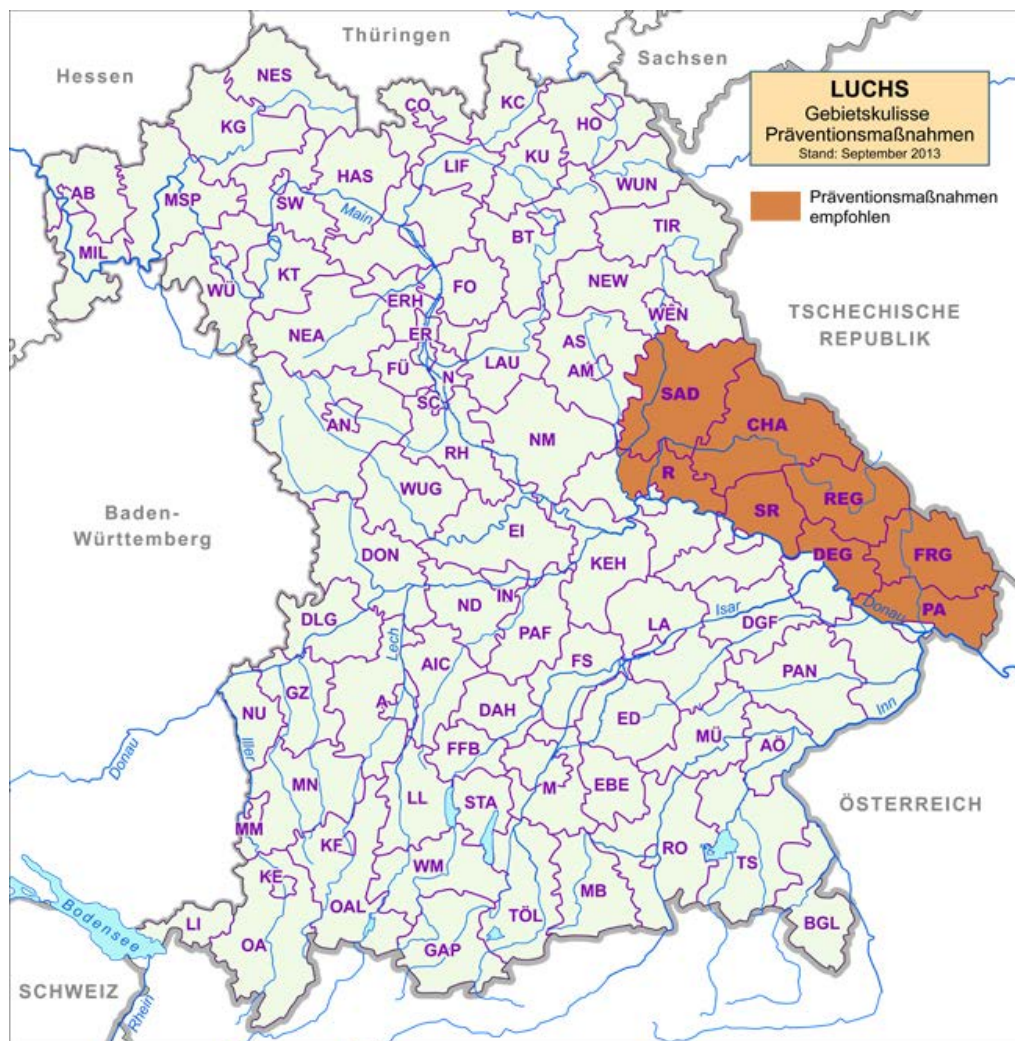 Thüringen
Hessen
Sachsen
LUCHS
Gebietskulisse
Präventionsmaßnahmen
Stand: September 2013
Präventionsmaßnahmen
empfohlen
NES
CO
KC
HO
KG
KU
LIF
HAS
WUN
AB
MSP
SW
Main
TIR
BT
MIL
KT
WÜ
NEW
FO
ERH
WEN
TSCHECHISCHE
REPUBLIK
NEA
ER
AS
LAU
FÜ
N
AM
SAD
SC
AN
CHA
NM
RH
R
WUG
REG
SR
Baden-
Württemberg
EI
DON
KEH
DEG
FRG
IN
ND
Donau
PA
DLG
Isar
LA
DGF
Lech
PAF
AIC
FS
PAN
GZ
NU
A
DAH
ED
Inn
MÜ
AÖ
Donau
Iller
FFB
MN
LL
STA
M
EBE
ÖSTERREICH
MM
KF
WM
RO
TS
KE
MB
OAL
TÖL
BGL
LI
OA
GAP
Bodensee
SCHWEIZ
Rhein